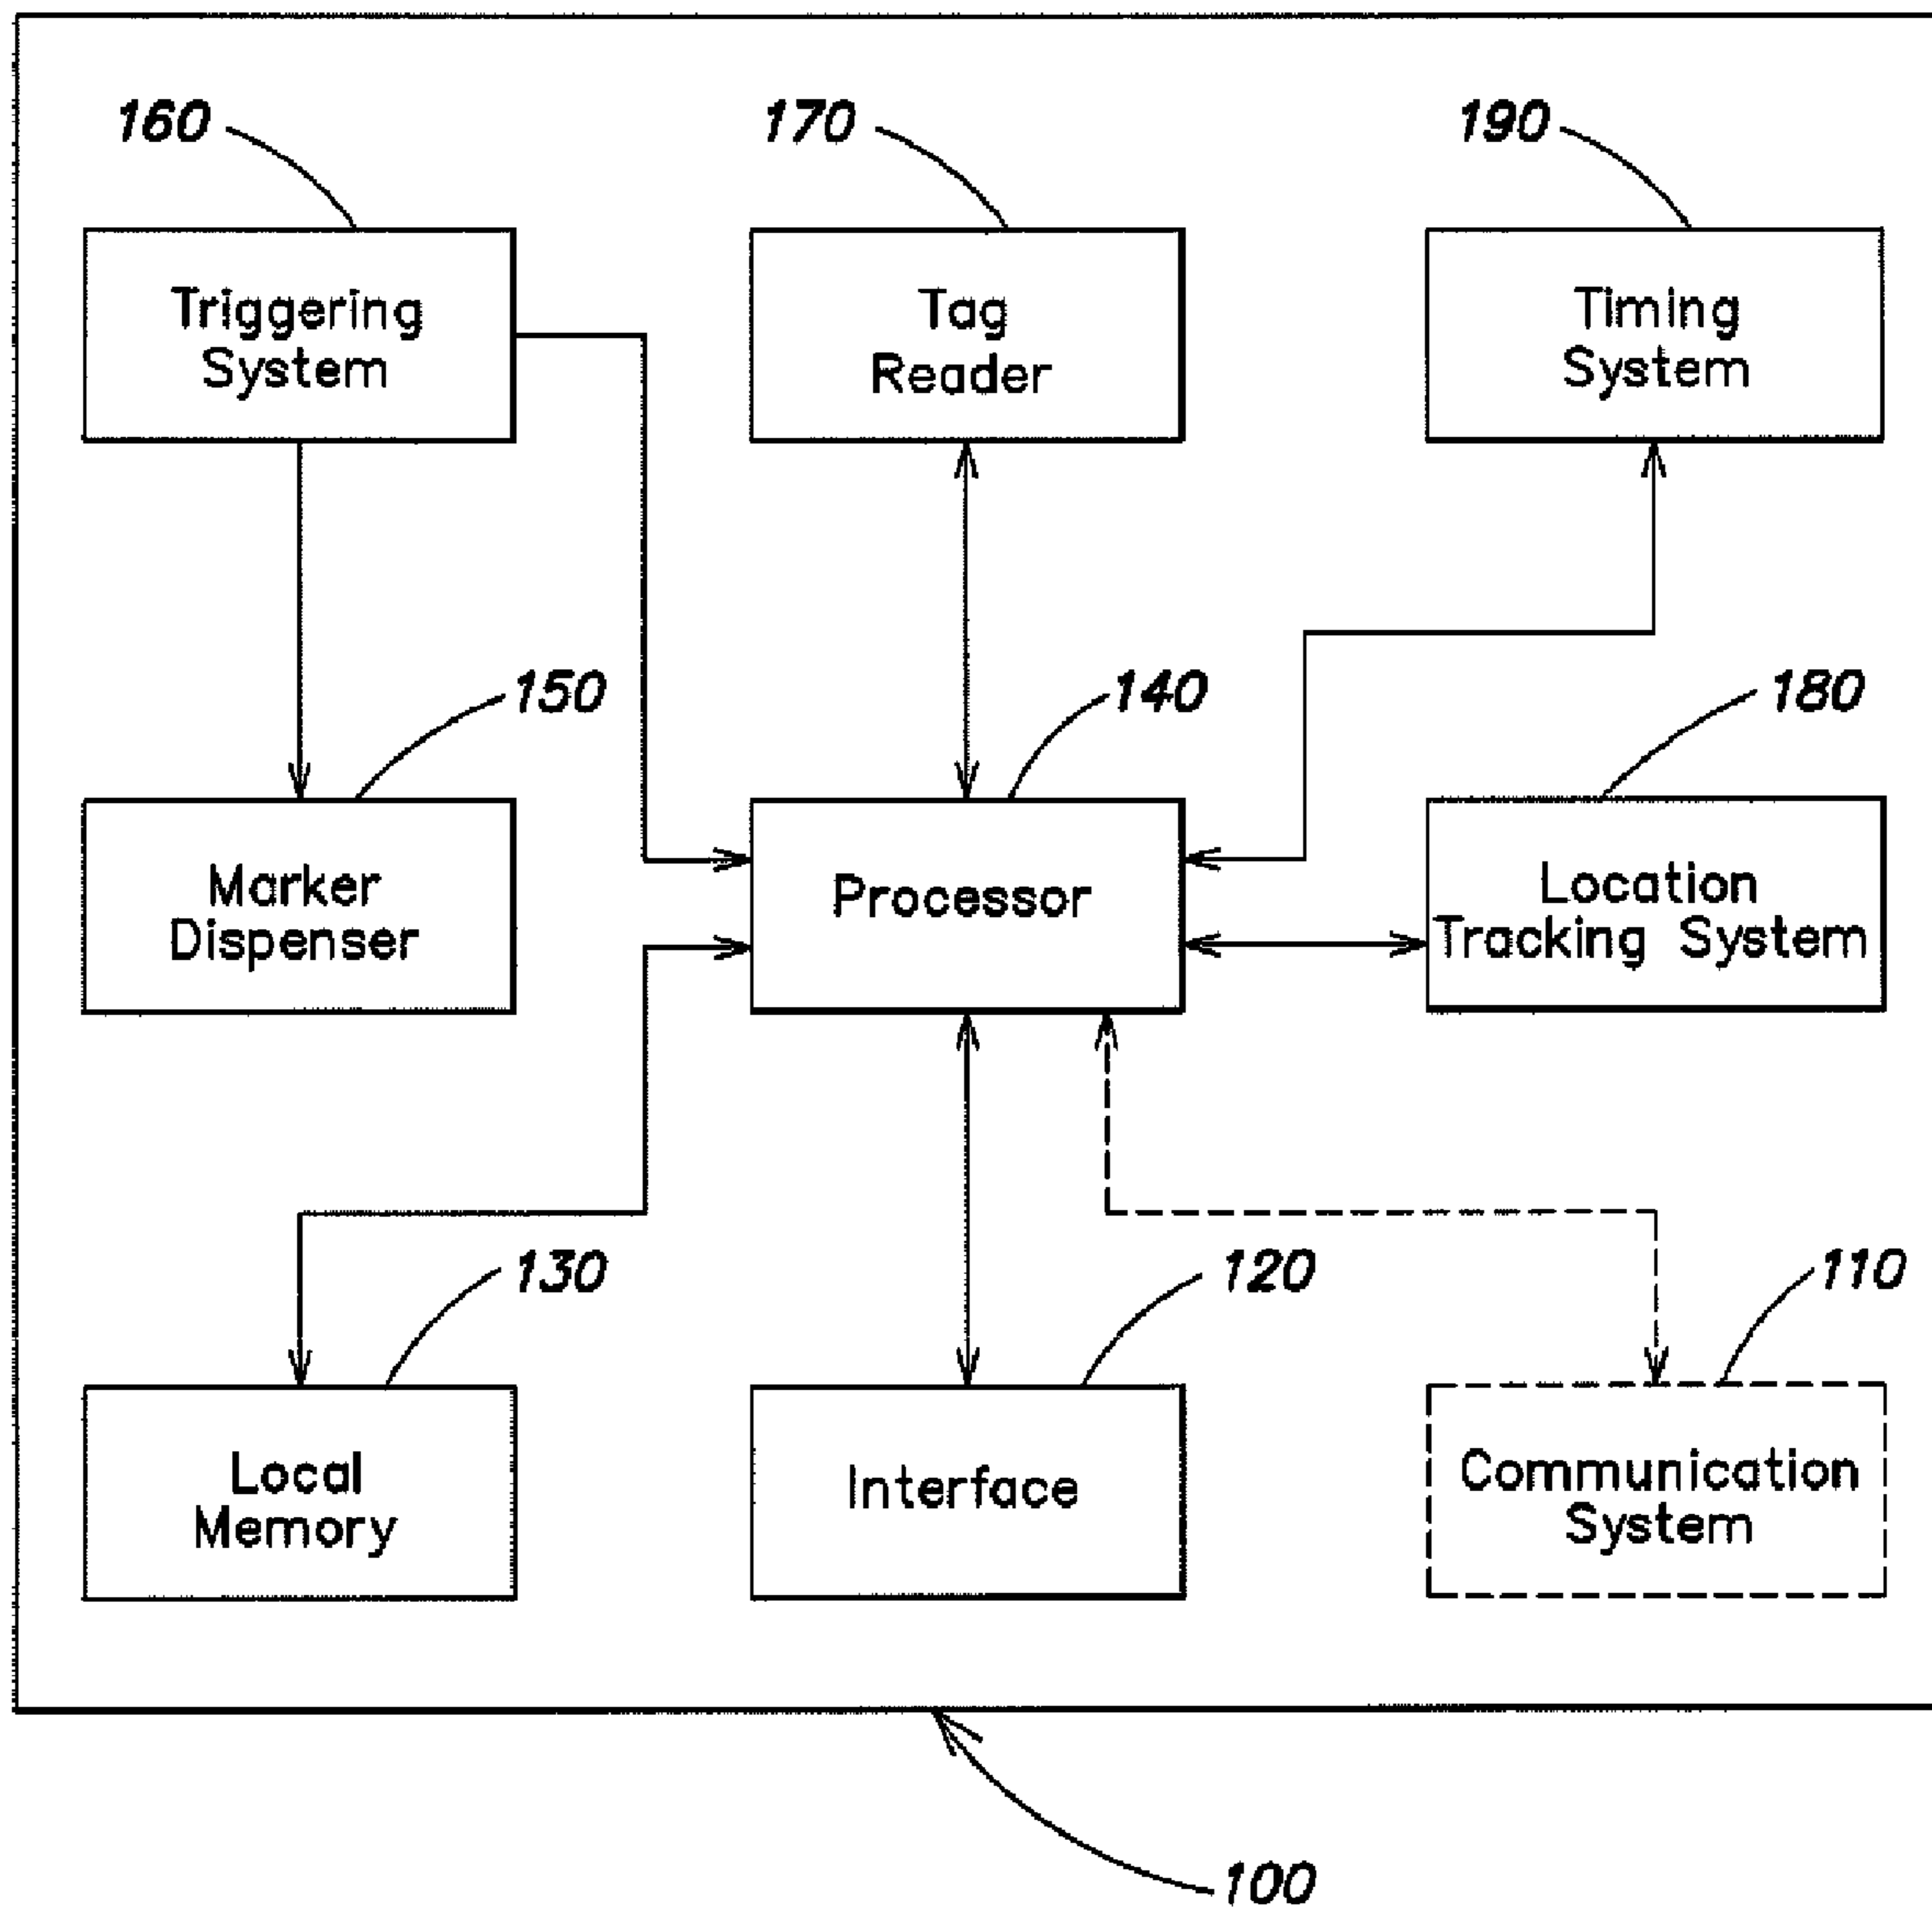 160
170
190
Triggering
System
Tag
Reader
Timing
System
150
140
180
Marker
Dispenser
Processor
Location
Tracking System
130
120
110
Local
Memory
Interface
Communication
System
100